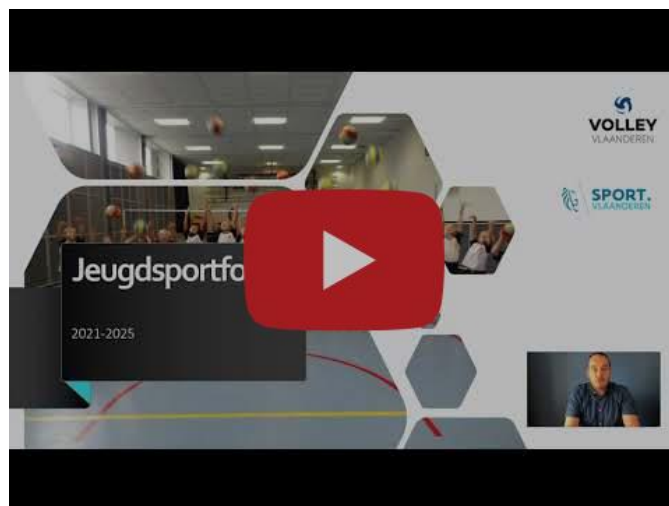 VOLLEY
VLAANDEREN
SPORT.
VLAANDEREN
Jeugdsportfo
2021-2025